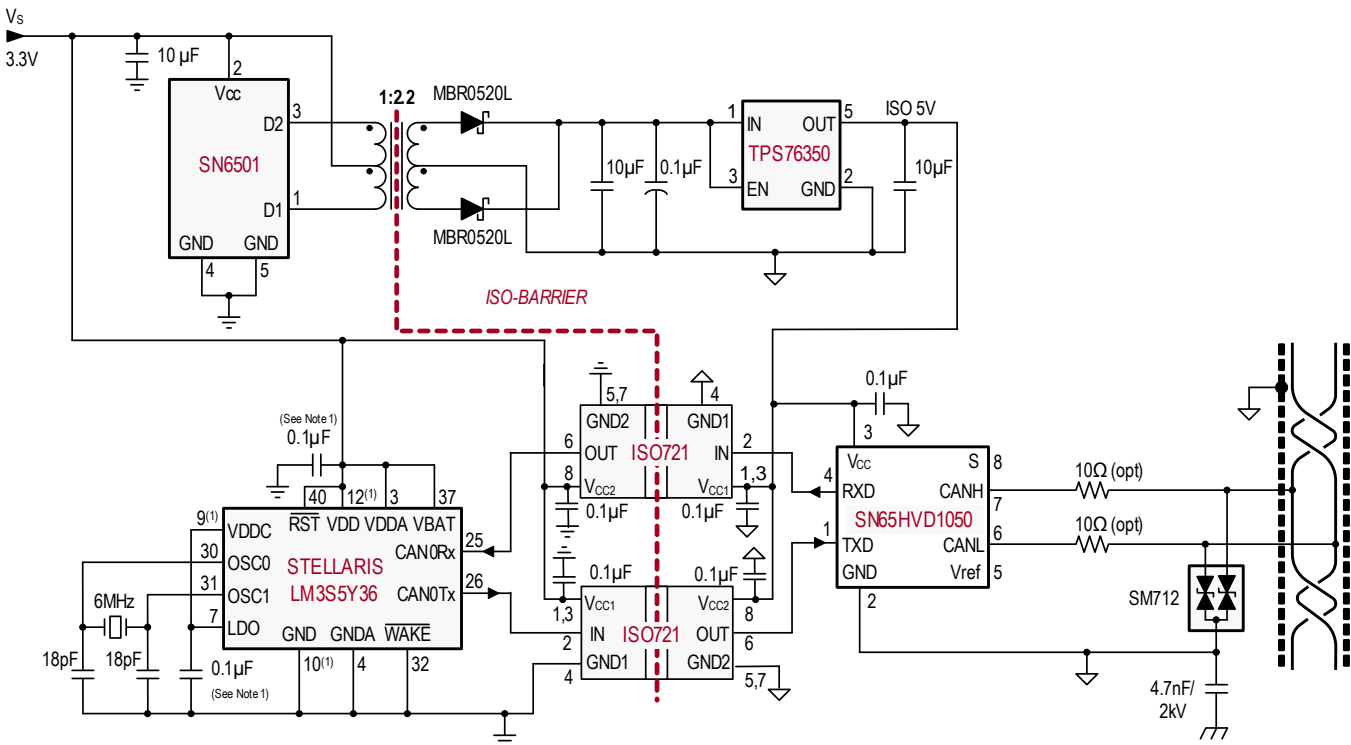 VS
3.3V
10 µF
2
Vcc
3
D2
SN6501
D1
1
GND GND
4 5
1:2.2
MBR0520L
MBR0520L
10µF
0.1µF
1
IN OUT
5
TPS76350
3
EN GND
2
ISO 5V
10µF
ISO-BARRIER
(See Note 1)
0.1µF
40 12(1) 3 37
RST VDD VDDA VBAT
9(1)
VDDC
30
OSC0
31
OSC1
7
LDO
STELLARIS
LM3S5Y36
CAN0Rx
25
CAN0Tx
26
GND GNDA WAKE
10(1) 4 32
6MHz
18pF
18pF
0.1µF
(See Note 1)
5,7
GND2
6
OUT
8
VCC2
0.1µF
ISO721
4
GND1
IN
2
1,3
VCC1
0.1µF
0.1µF
1,3
VCC1
2
IN
GND1
4
ISO721
0.1µF
VCC2
8
OUT
6
GND2
5,7
0.1µF
3
VCC
S
8
4
RXD
CANH
7
SN65HVD1050
1
TXD
CANL
6
GND
Vref
5
2
10Ω (opt)
10Ω (opt)
SM712
4.7nF/
2kV